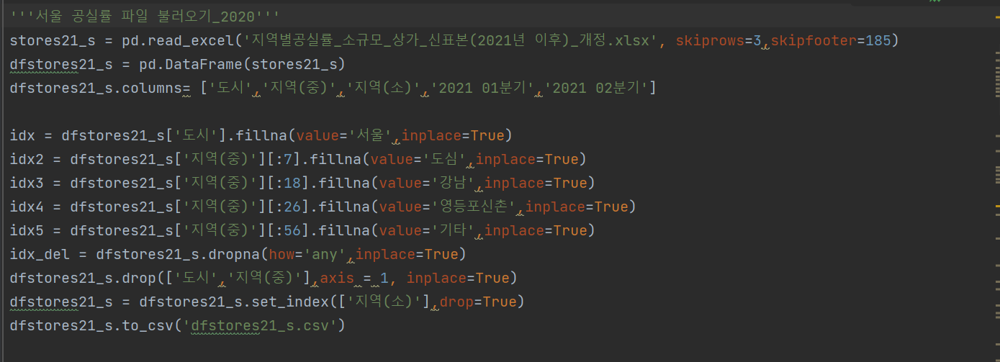 '''서울 공실률 파일 불러오기_2020'''
stores21_s = pd.read_excel('지역별공실률_소규모_상가_신표본(2021년 이후)_개정.xlsx', skiprows=3,skipfooter=185)
dfstores21_s = pd.DataFrame(stores21_s)
dfstores21_s.columns= ['도시','지역(중)','지역(소)','2021 01분기','2021 02분기']
idx = dfstores21_s['도시'].fillna(value='서울',inplace=True)
idx2 = dfstores21_s['지역(중)'][:7].fillna(value='도심',inplace=True)
idx3 = dfstores21_s['지역(중)'][:18].fillna(value='강남',inplace=True)
idx4 = dfstores21_s['지역(중)'][:26].fillna(value='영등포신촌',inplace=True)
idx5 = dfstores21_s['지역(중)'][:56].fillna(value='기타',inplace=True)
idx_del = dfstores21_s.dropna(how='any',inplace=True)
dfstores21_s.drop(['도시','지역(중)'],axis = 1, inplace=True)
dfstores21_s = dfstores21_s.set_index(['지역(소)'],drop=True)
dfstores21_s.to_csv('dfstores21_s.csv')